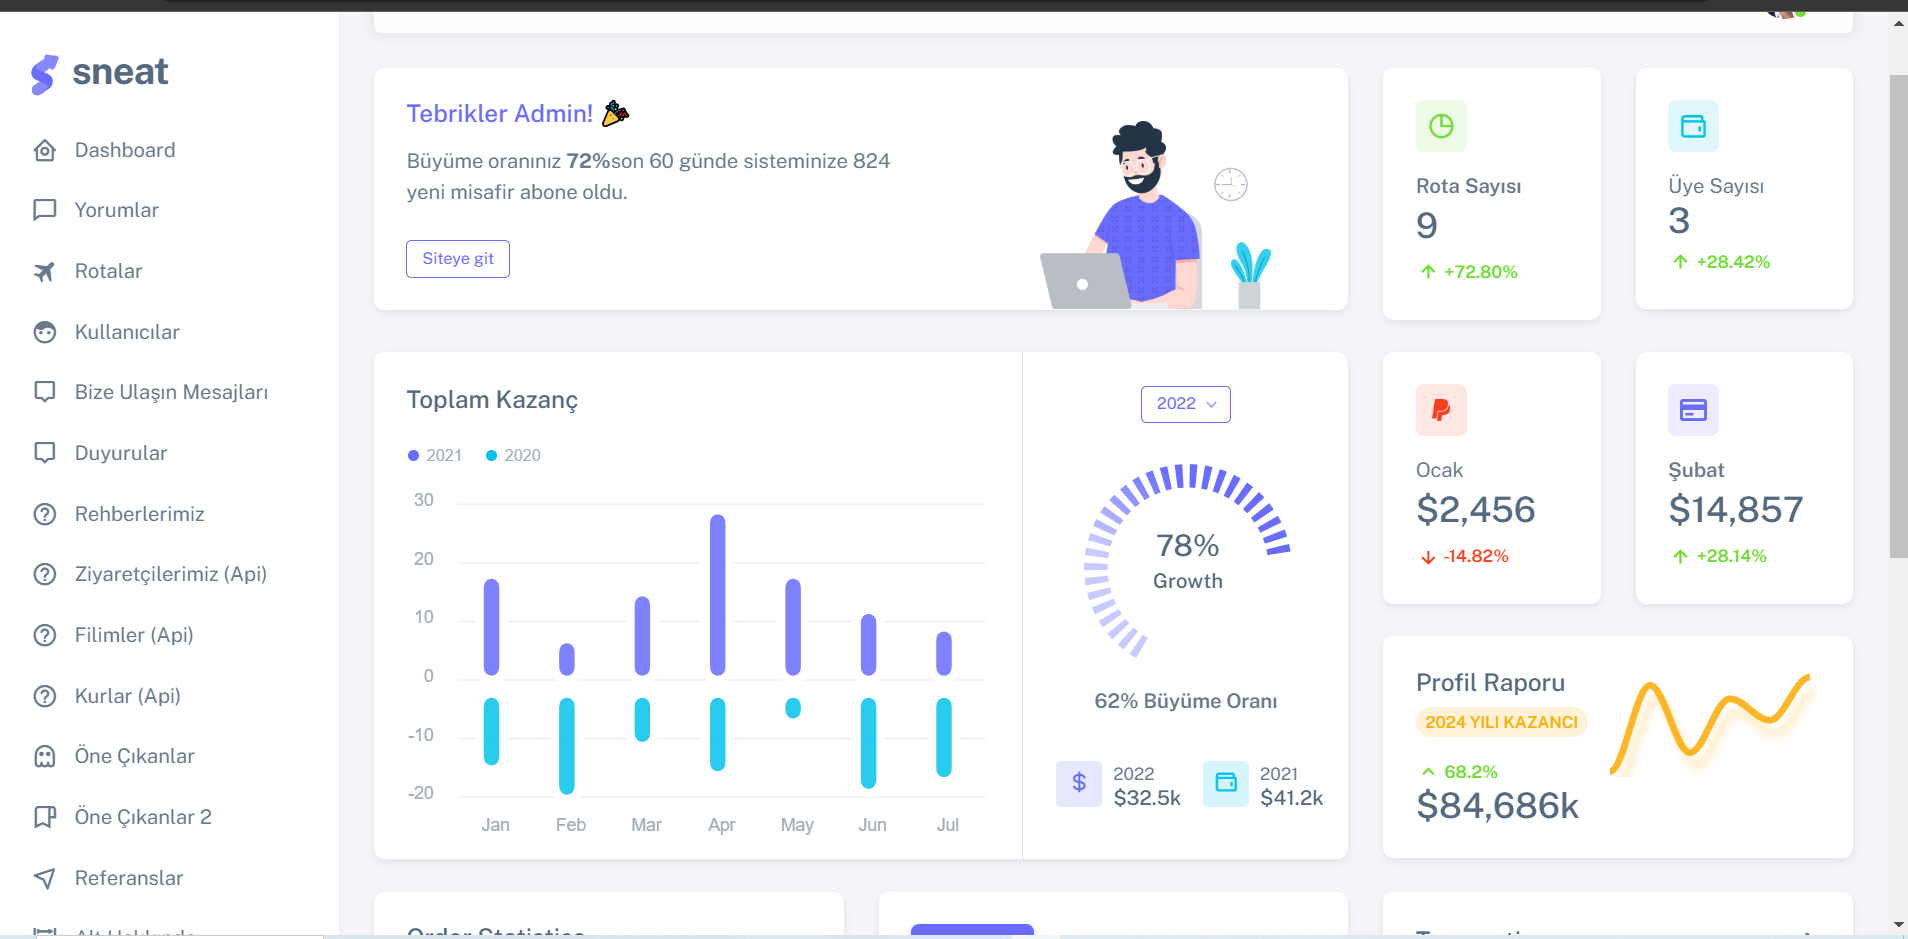 sneat
Dashboard
Yorumlar
Rotalar
Kullanıcılar
Bize Ulaşın Mesajları
Duyurular
Rehberlerimiz
Ziyaretçilerimiz (Api)
Filimler (Api)
Kurlar (Api)
Öne Çıkanlar
Öne Çıkanlar 2
Referanslar
Tebrikler Admin!
Büyüme oranınız 72%son 60 günde sisteminize 824
yeni misafir abone oldu.
Siteye git
Rota Sayısı
9
+72.80%
Üye Sayısı
3
+28.42%
Toplam Kazanç
2021 2020
30
20
10
0
-10
-20
Jan Feb Mar Apr May Jun Jul
2022
78%
Growth
62% Büyüme Oranı
$
2022
$32.5k
2021
$41.2k
Ocak
$2,456
-14.82%
Şubat
$14,857
+28.14%
Profil Raporu
2024 YILI KAZANCI
68.2%
$84,686k
Order Statistics